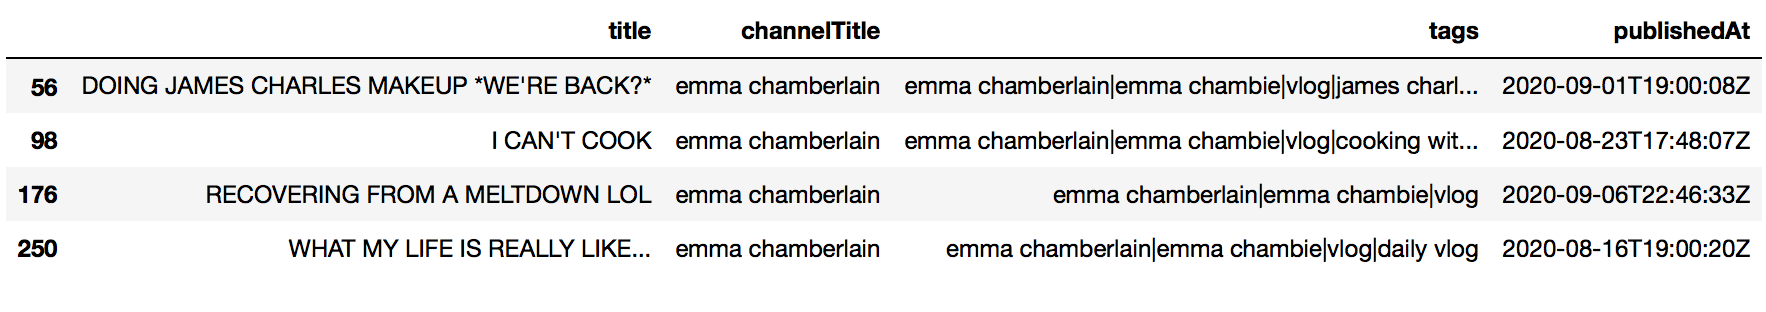 title channelTitle tags publishedAt
56 DOING JAMES CHARLES MAKEUP *WE'RE BACK?* emma chamberlain emma chamberlain|emma chambie|vlog|james charl... 2020-09-01T19:00:08Z
98 I CAN'T COOK emma chamberlain emma chamberlain|emma chambie|vlog|cooking wit... 2020-08-23T17:48:07Z
176 RECOVERING FROM A MELTDOWN LOL emma chamberlain emma chamberlain|emma chambie|vlog 2020-09-06T22:46:33Z
250 WHAT MY LIFE IS REALLY LIKE... emma chamberlain emma chamberlain|emma chambie|vlog|daily vlog 2020-08-16T19:00:20Z